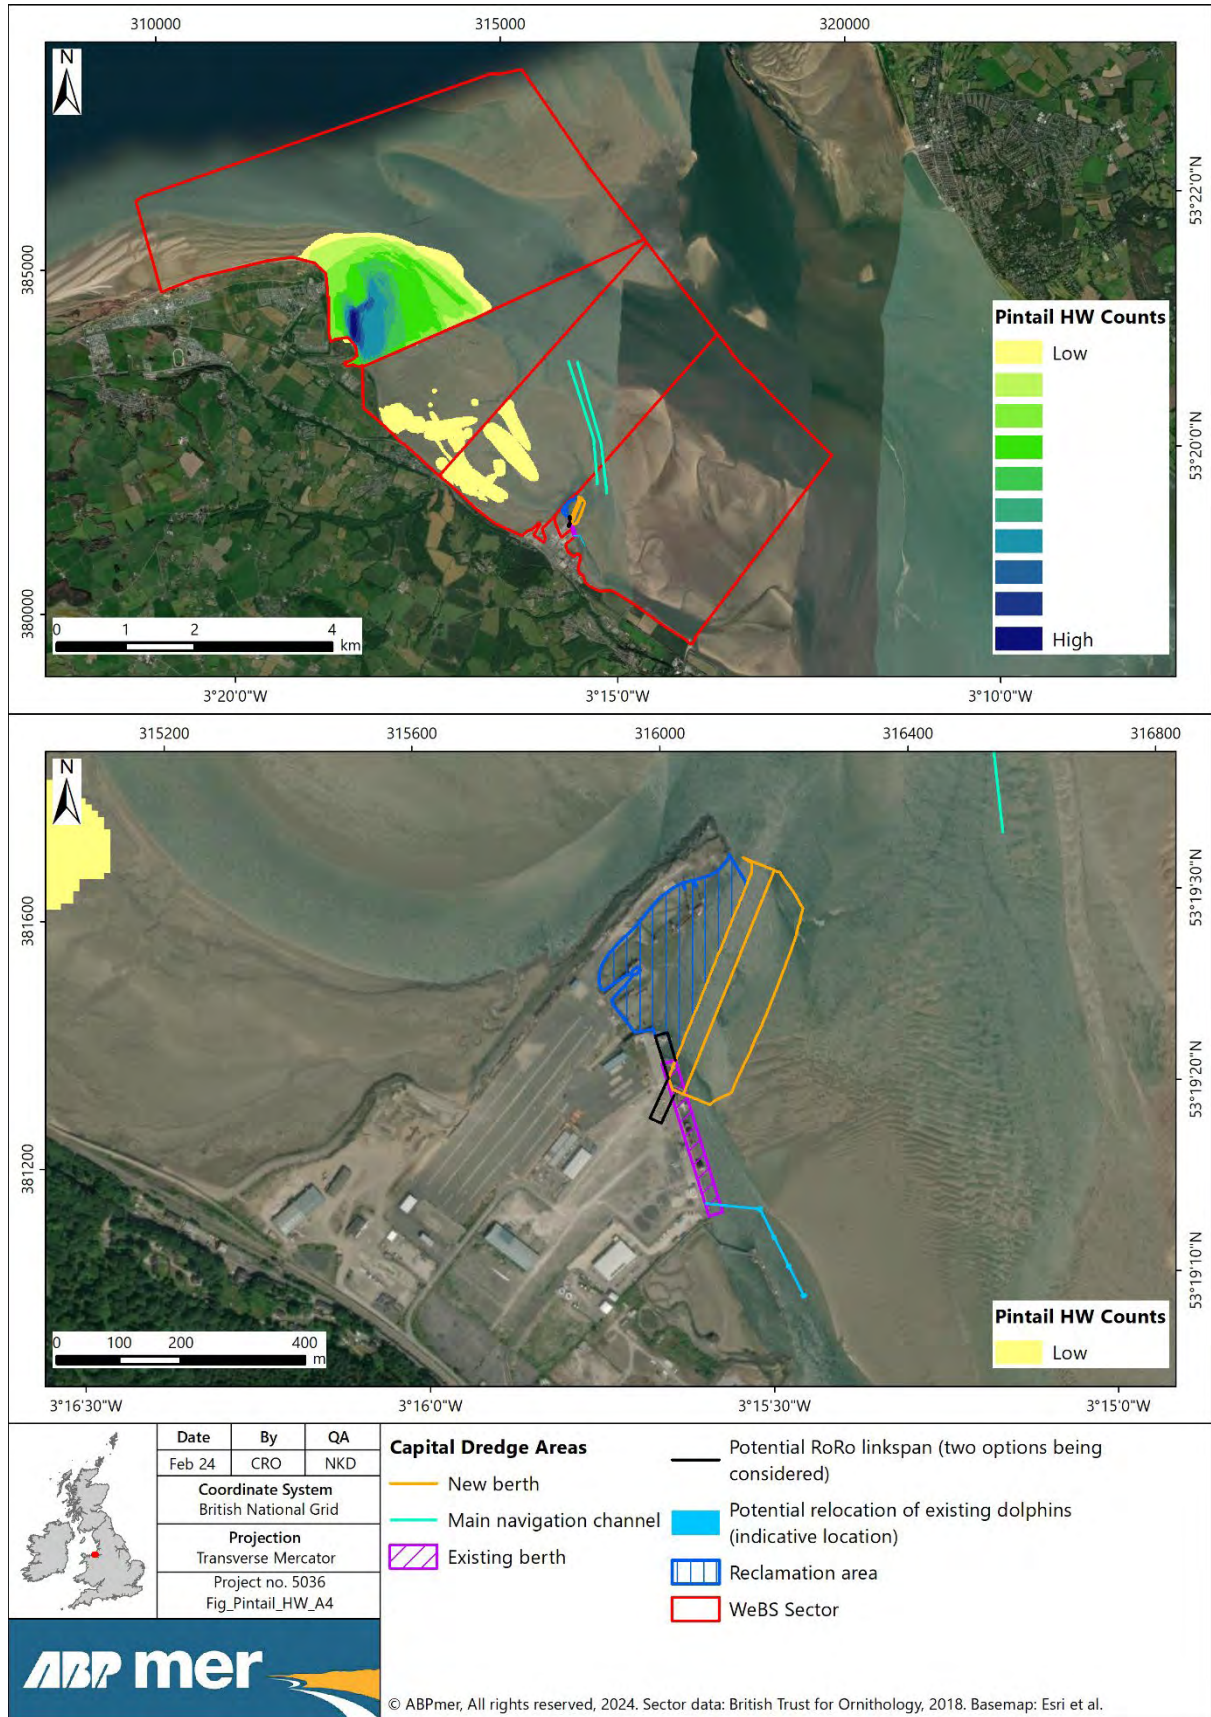 310000 315000 320000
N
385000
380000
53°22'0"N
53°20'0"N
Pintail HW Counts
Low
High
0 1 2 4
km
3°20'0"W 3°15'0"W 3°10'0"W
315200 315600 316000 316400 316800
N
381600
381200
53°19'30"N
53°19'20"N
53°19'10"N
Pintail HW Counts
Low
0 100 200 400
m
3°16'30"W 3°16'0"W 3°15'30"W 3°15'0"W
Date By QA
Feb 24 CRO NKD
Coordinate System
British National Grid
Projection
Transverse Mercator
Project no. 5036
Fig_Pintail_HW_A4
ABP mer
Capital Dredge Areas
New berth
Main navigation channel
Existing berth
Potential RoRo linkspan (two options being
considered)
Potential relocation of existing dolphins
(indicative location)
Reclamation area
WeBS Sector
© ABPmer, All rights reserved, 2024. Sector data: British Trust for Ornithology, 2018. Basemap: Esri et al.